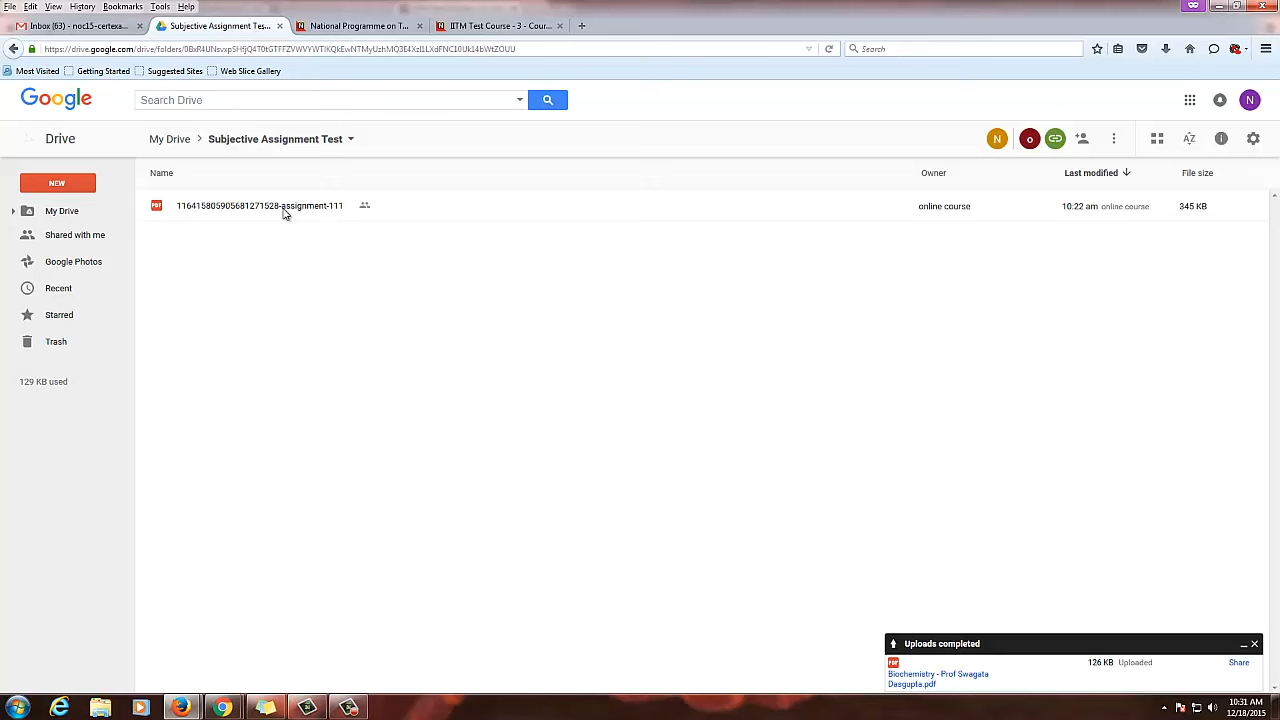 File Edit View History Bookmarks Tools Help
Inbox (63) - noc15-certexa... × Subjective Assignment Tes... × National Programme on T... × IITM Test Course - 3 - Cour... × +
Search
Most Visited Getting Started Suggested Sites Web Slice Gallery
Google Search Drive N
Drive My Drive > Subjective Assignment Test N o
NEW Name Owner Last modified File size
My Drive 116415805905681271528-assignment-111 online course 10:22 am online course 345 KB
Shared with me
Google Photos
Recent
Starred
Trash
129 KB used
Uploads completed
PDF 126 KB Uploaded Share
Biochemistry - Prof Swagata
Dasgupta.pdf
10:31 AM
12/18/2015